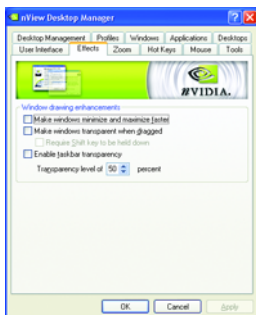 nView Desktop Manager
Desktop Management Profiles Windows Applications Desktops
User Interface Effects Zoom Hot Keys Mouse Tools
NVIDIA.
Window drawing enhancements
Make windows minimize and maximize faster
Make windows transparent when dragged
Require Shift key to be held down
Enable taskbar transparency
Transparency level of 50 percent
OK Cancel Apply